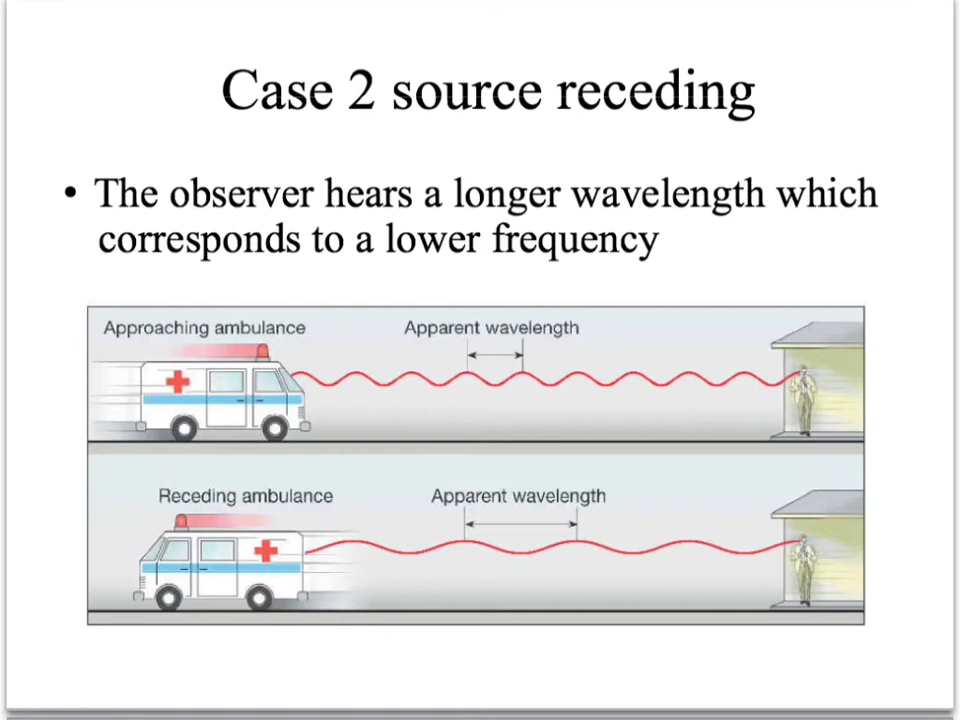 Case 2 source receding
• The observer hears a longer wavelength which
corresponds to a lower frequency
Approaching ambulance
Apparent wavelength
Receding ambulance
Apparent wavelength